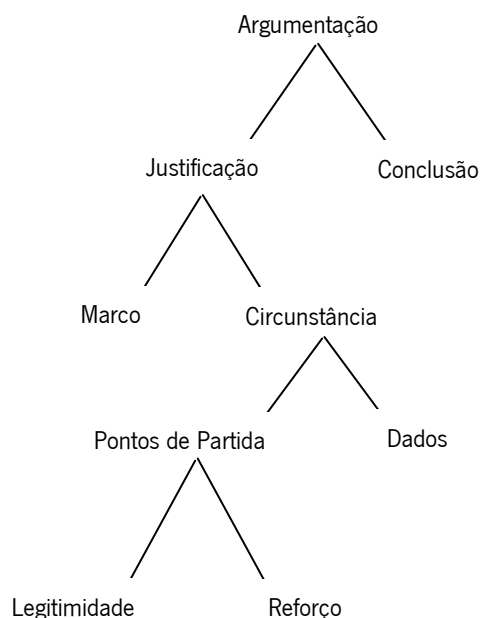 Argumentação
Justificação
Conclusão
Marco
Circunstância
Pontos de Partida
Dados
Legitimidade
Reforço